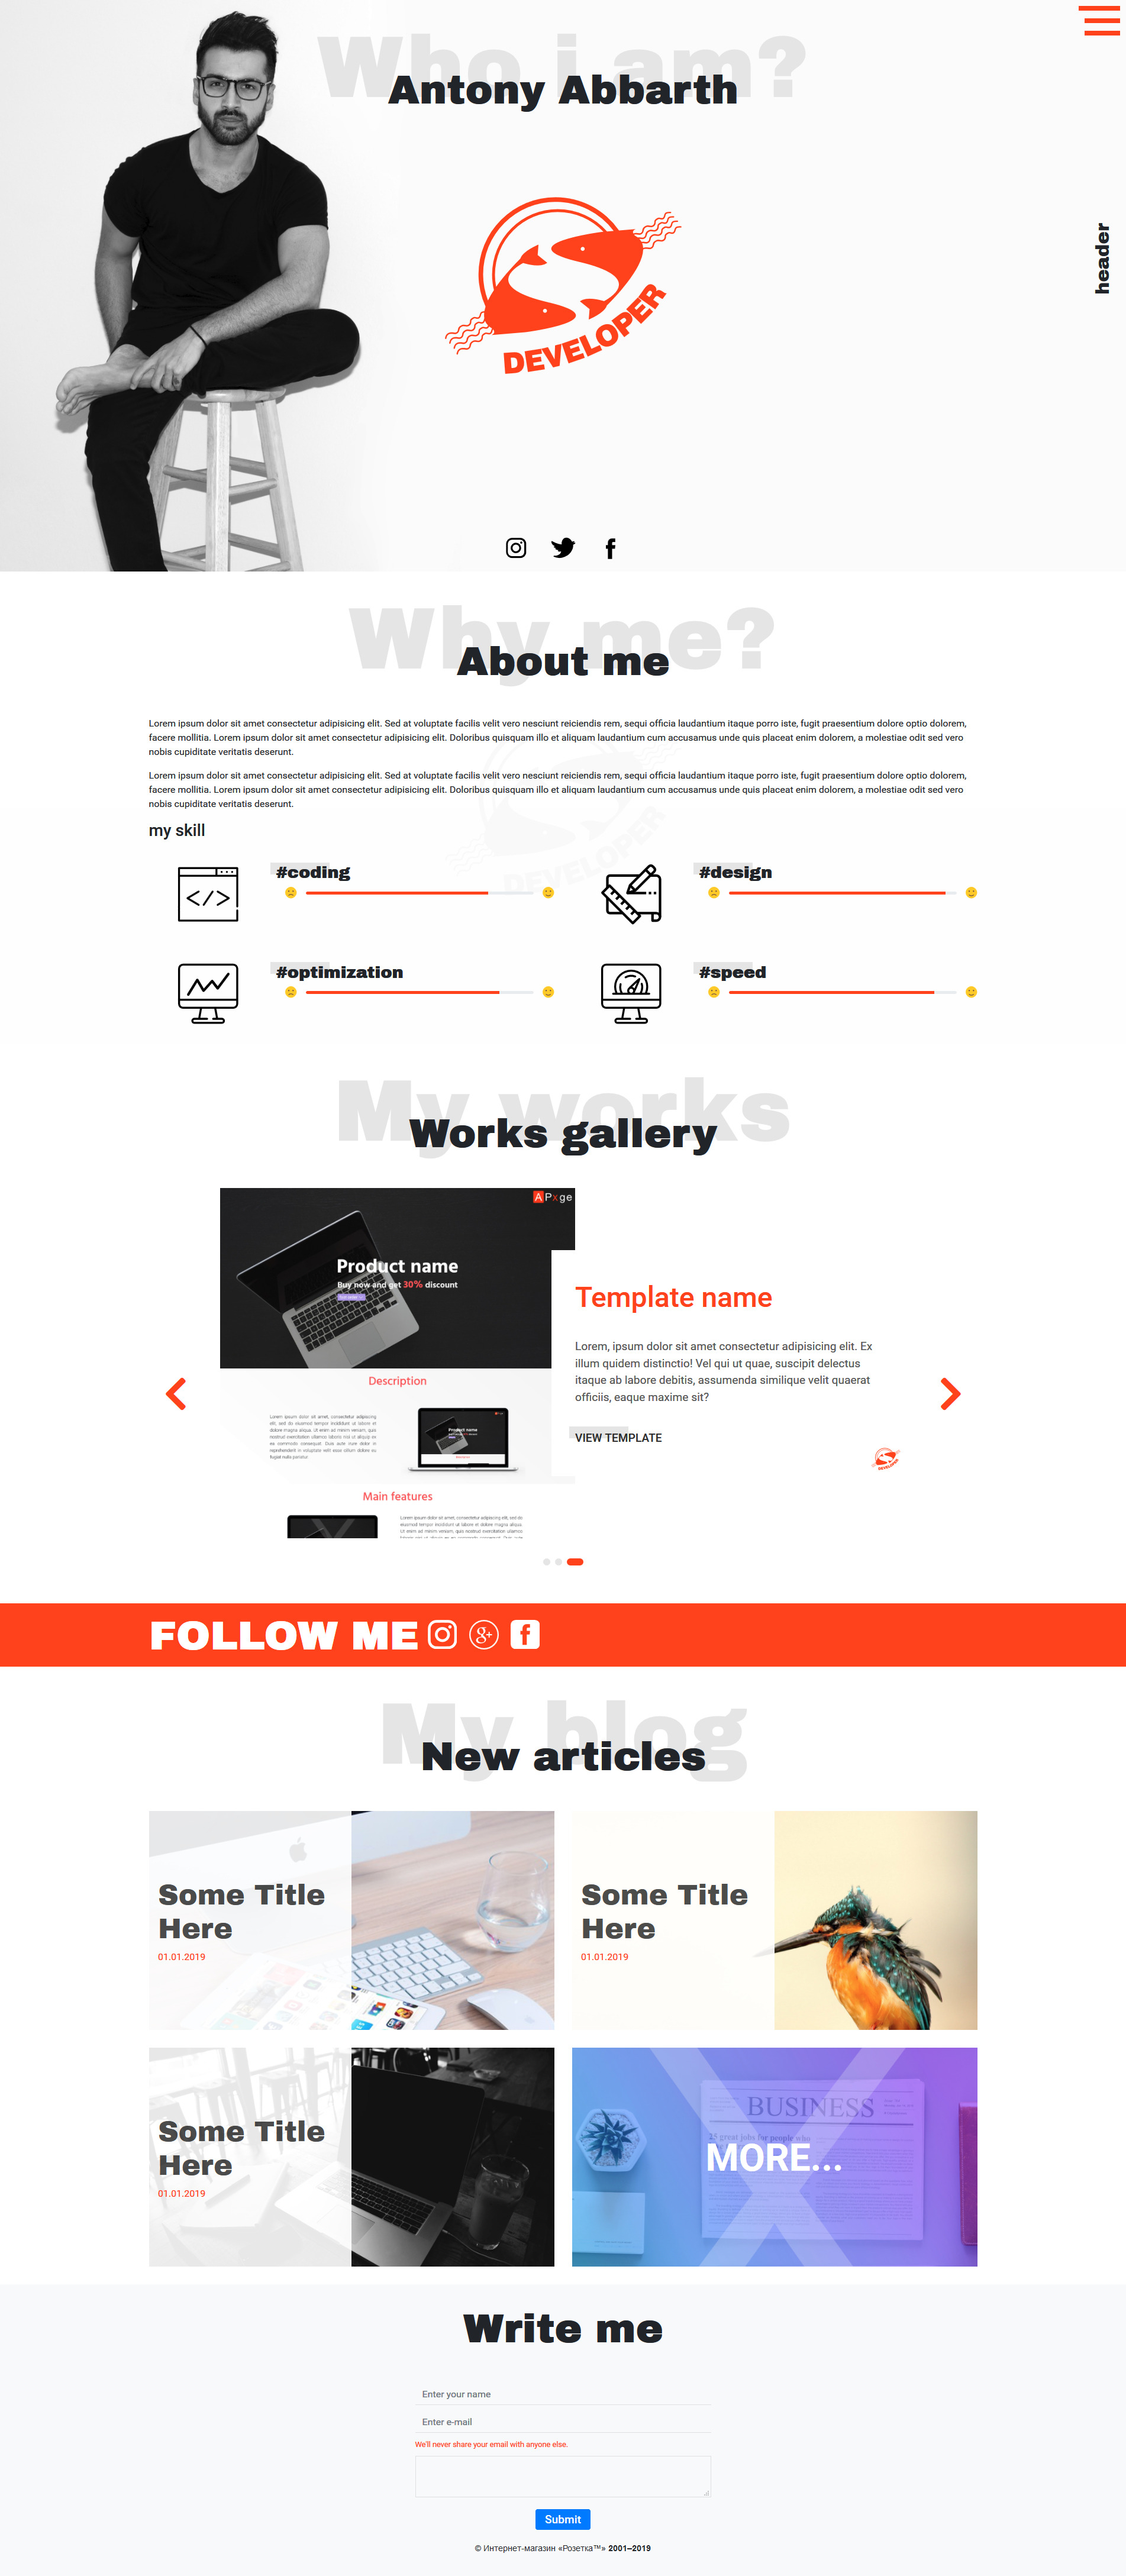 Who i am?
Antony Abbarth
header
DEVELOPER
Why me?
About me
Lorem ipsum dolor sit amet consectetur adipisicing elit. Sed at voluptate facilis velit vero nesciunt reiciendis rem, sequi officia laudantium itaque porro iste, fugit praesentium dolore optio dolorem,
facere mollitia. Lorem ipsum dolor sit amet consectetur adipisicing elit. Doloribus quisquam illo et aliquam laudantium cum accusamus unde quis placeat enim dolorem, a molestiae odit sed vero
nobis cupiditate veritatis deserunt.
Lorem ipsum dolor sit amet consectetur adipisicing elit. Sed at voluptate facilis velit vero nesciunt reiciendis rem, sequi officia laudantium itaque porro iste, fugit praesentium dolore optio dolorem,
facere mollitia. Lorem ipsum dolor sit amet consectetur adipisicing elit. Doloribus quisquam illo et aliquam laudantium cum accusamus unde quis placeat enim dolorem, a molestiae odit sed vero
nobis cupiditate veritatis deserunt.
DEVELOPER
my skill
</>
#coding
#design
#optimization
#speed
My works
Works gallery
APxge
Product name
Buy now and get 30% discount
Description
Main features
Template name
Lorem, ipsum dolor sit amet consectetur adipisicing elit. Ex
illum quidem distinctio! Vel qui ut quae, suscipit delectus
itaque ab labore debitis, assumenda similique velit quaerat
officiis, eaque maxime sit?
VIEW TEMPLATE
DEVELOPER
FOLLOW ME
My blog
New articles
Some Title
Here
01.01.2019
Some Title
Here
01.01.2019
Some Title
Here
01.01.2019
BUSINESS
25 great jobs for people who
MORE...
Write me
Enter your name
Enter e-mail
We'll never share your email with anyone else.
Submit
© Интернет-магазин «Розетка™» 2001–2019